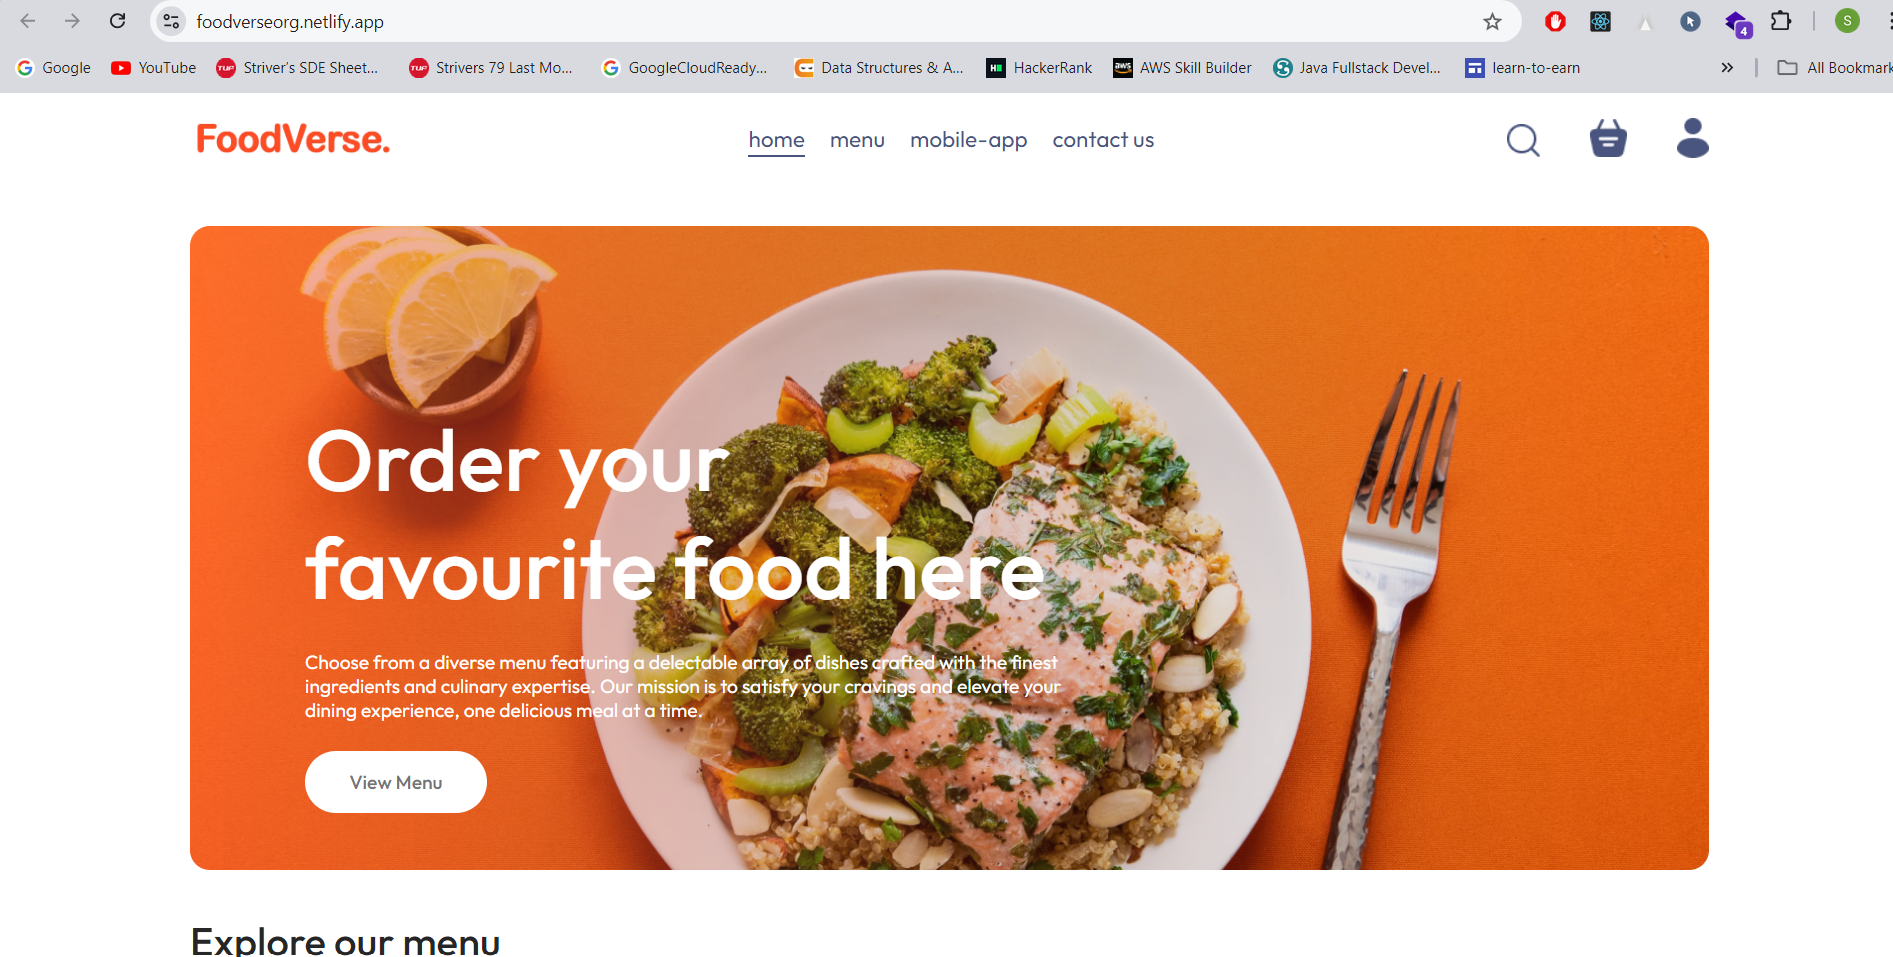 foodverseorg.netlify.app
S
4
Google
YouTube
TUF
Striver's SDE Sheet...
TUF
Strivers 79 Last Mo...
GoogleCloudReady...
Data Structures & A...
HackerRank
aws
AWS Skill Builder
Java Fullstack Devel...
learn-to-earn
All Bookmark
FoodVerse.
home
menu
mobile-app
contact us
Order your
favourite food here
Choose from a diverse menu featuring a delectable array of dishes crafted with the finest
ingredients and culinary expertise. Our mission is to satisfy your cravings and elevate your
dining experience, one delicious meal at a time.
View Menu
Explore our menu